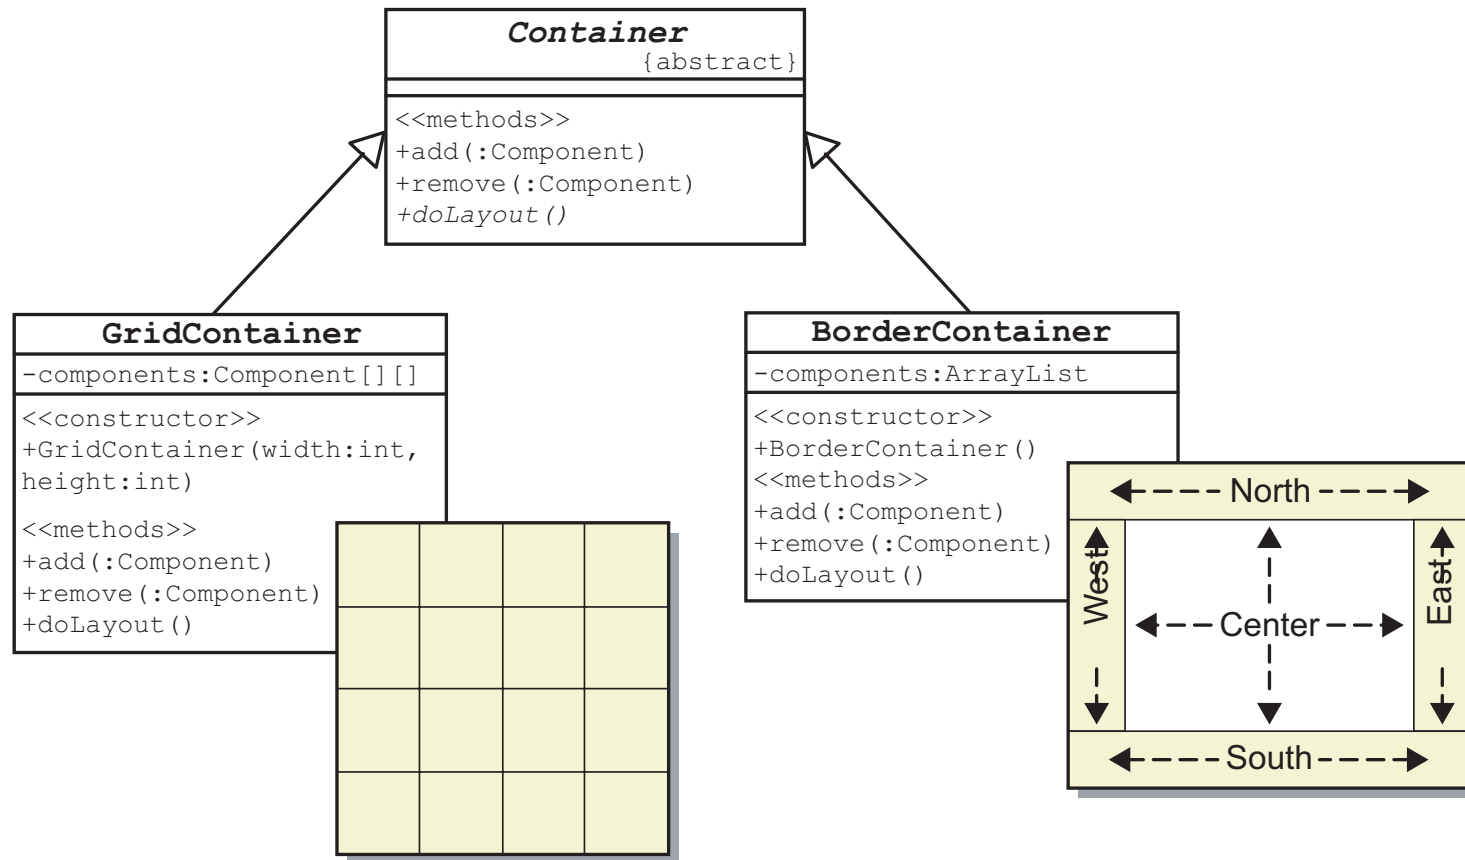 Container
{abstract}
<<methods>>
+add(:Component)
+remove(:Component)
+doLayout()
GridContainer
-components:Component[][]
<<constructor>>
+GridContainer(width:int,
height:int)
<<methods>>
+add(:Component)
+remove(:Component)
+doLayout()
BorderContainer
-components:ArrayList
<<constructor>>
+BorderContainer()
<<methods>>
+add(:Component)
+remove(:Component)
+doLayout()
North
West
Center
East
South